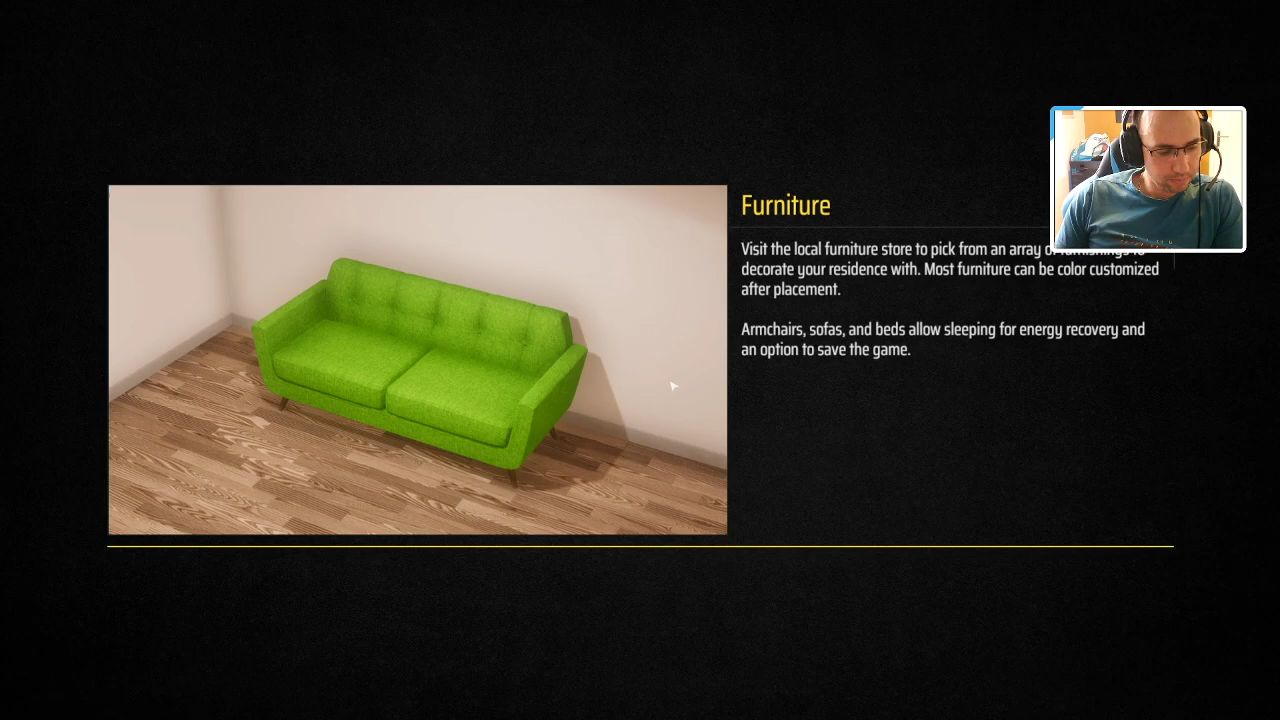 Furniture
Visit the local furniture store to pick from an array
decorate your residence with. Most furniture can be color customized
after placement.
Armchairs, sofas, and beds allow sleeping for energy recovery and
an option to save the game.